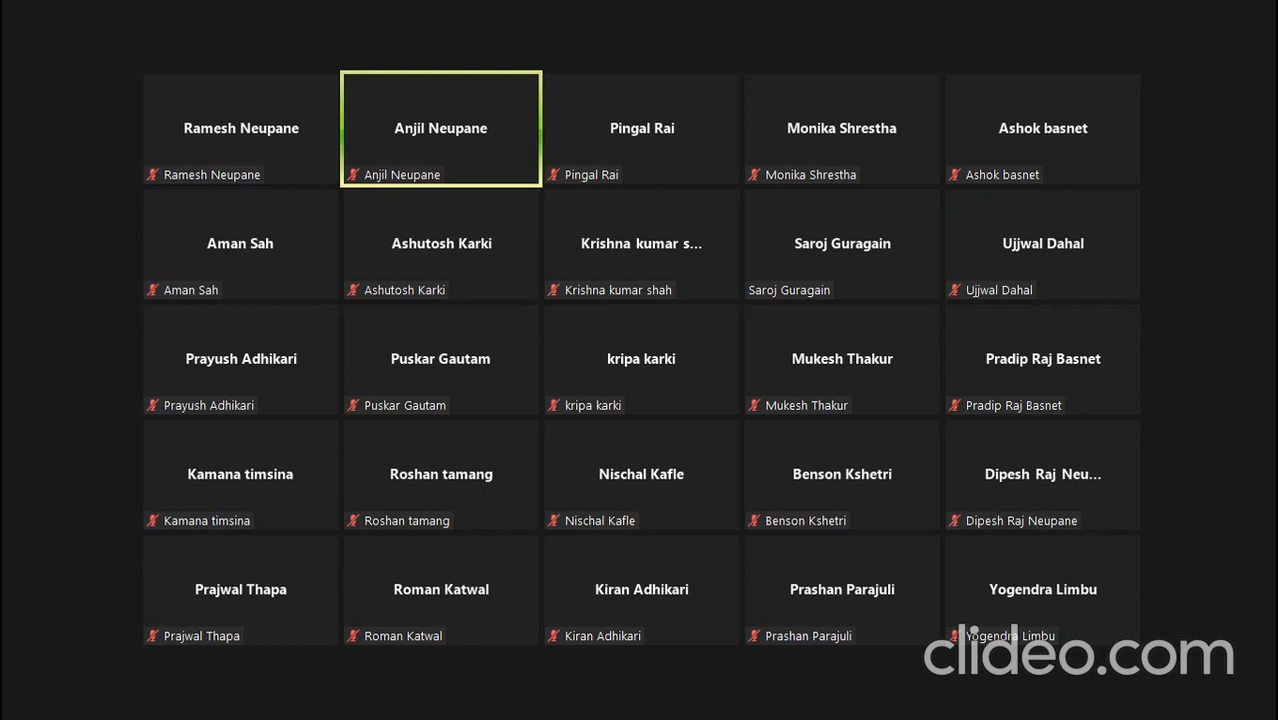 Ramesh Neupane
Ramesh Neupane
Anjil Neupane
Anjil Neupane
Pingal Rai
Pingal Rai
Monika Shrestha
Monika Shrestha
Ashok basnet
Ashok basnet
Aman Sah
Aman Sah
Ashutosh Karki
Ashutosh Karki
Krishna kumar s...
Krishna kumar shah
Saroj Guragain
Saroj Guragain
Ujjwal Dahal
Ujjwal Dahal
Prayush Adhikari
Prayush Adhikari
Puskar Gautam
Puskar Gautam
kripa karki
kripa karki
Mukesh Thakur
Mukesh Thakur
Pradip Raj Basnet
Pradip Raj Basnet
Kamana timsina
Kamana timsina
Roshan tamang
Roshan tamang
Nischal Kafle
Nischal Kafle
Benson Kshetri
Benson Kshetri
Dipesh Raj Neu...
Dipesh Raj Neupane
Prajwal Thapa
Prajwal Thapa
Roman Katwal
Roman Katwal
Kiran Adhikari
Kiran Adhikari
Prashan Parajuli
Prashan Parajuli
Yogendra Limbu
Yogendra Limbu
clideo.com